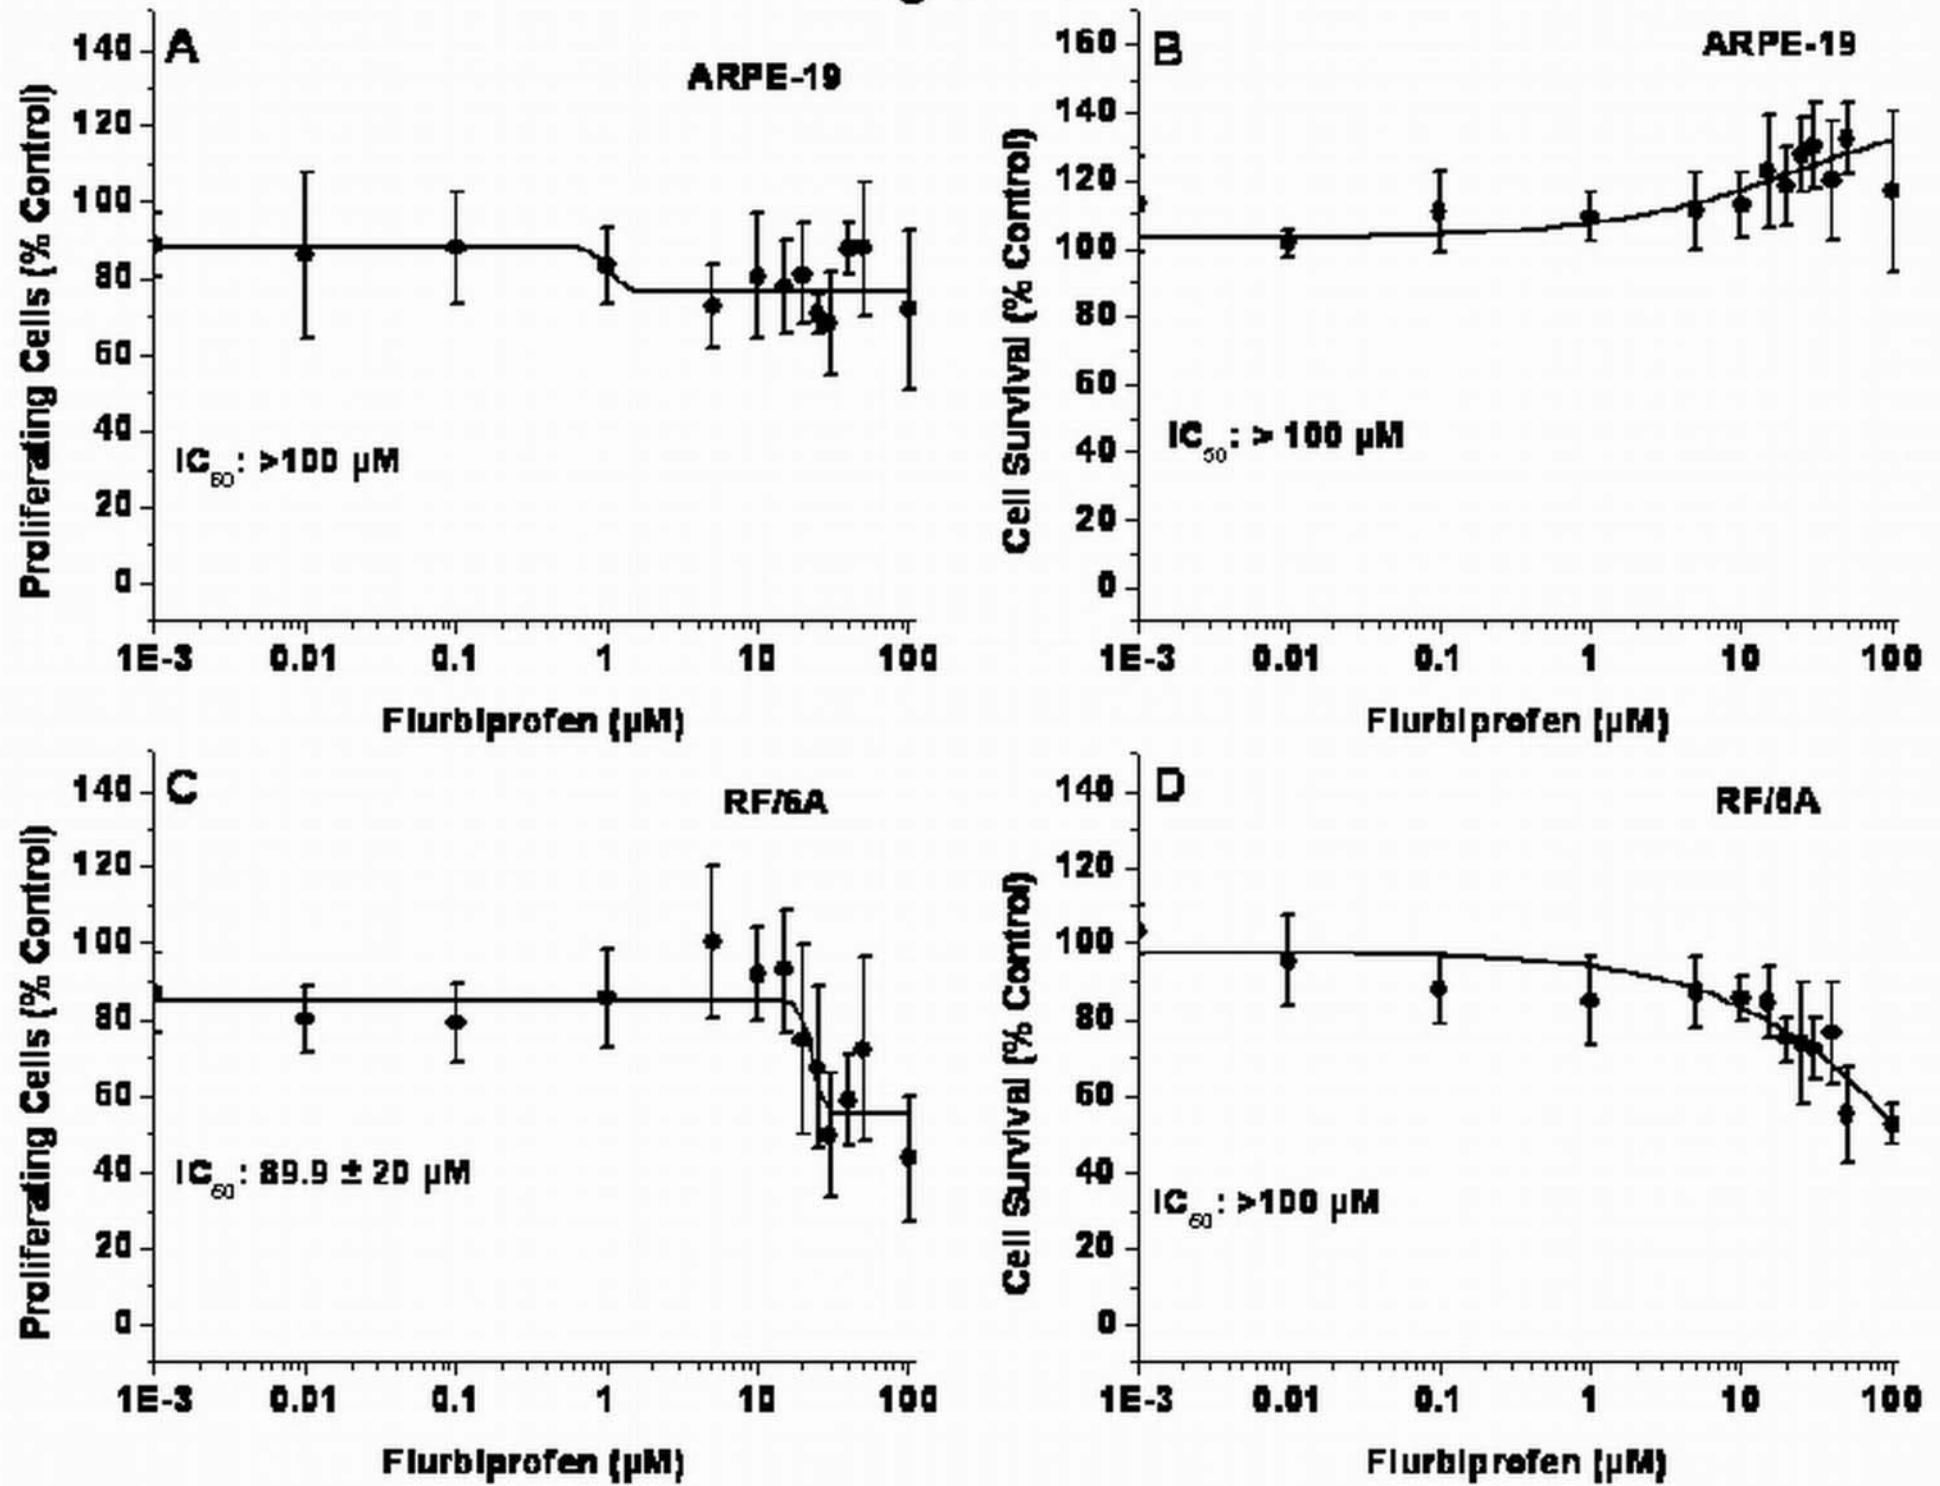 A
ARPE-19
Proliferating Cells (% Control)
140
120
100
80
60
40
20
0
IC60: >100 µM
1E-3 0.01 0.1 1 10 100
Flurbiprofen (µM)
B
ARPE-19
Cell Survival (% Control)
160
140
120
100
80
60
40
20
0
IC50: > 100 µM
1E-3 0.01 0.1 1 10 100
Flurbiprofen (µM)
C
RF/6A
Proliferating Cells (% Control)
140
120
100
80
60
40
20
0
IC60: 89.9 ± 20 µM
1E-3 0.01 0.1 1 10 100
Flurbiprofen (µM)
D
RF/6A
Cell Survival (% Control)
140
120
100
80
60
40
20
0
IC60: >100 µM
1E-3 0.01 0.1 1 10 100
Flurbiprofen (µM)